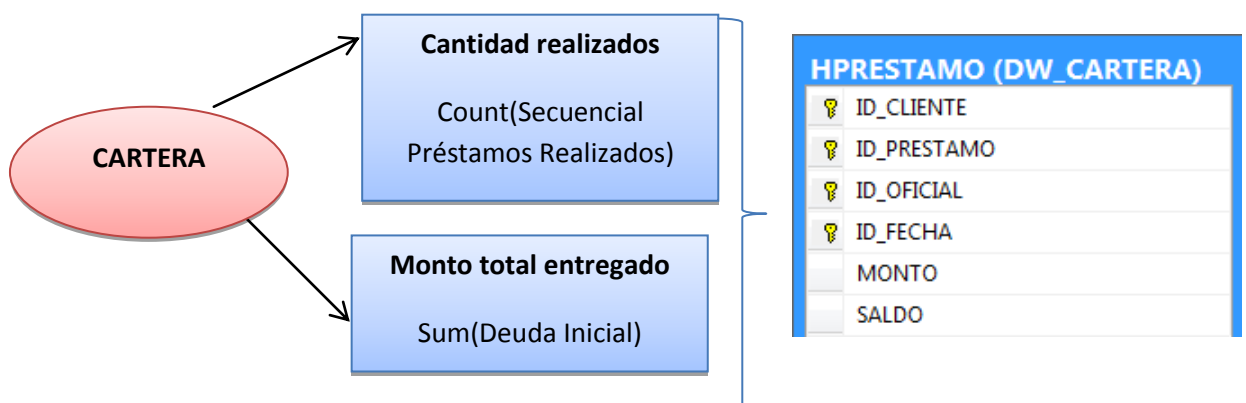 CARTERA
Cantidad realizados
Count(Secuencial
Préstamos Realizados)
Monto total entregado
Sum(Deuda Inicial)
HPRESTAMO (DW_CARTERA)
ID_CLIENTE
ID_PRESTAMO
ID_OFICIAL
ID_FECHA
MONTO
SALDO